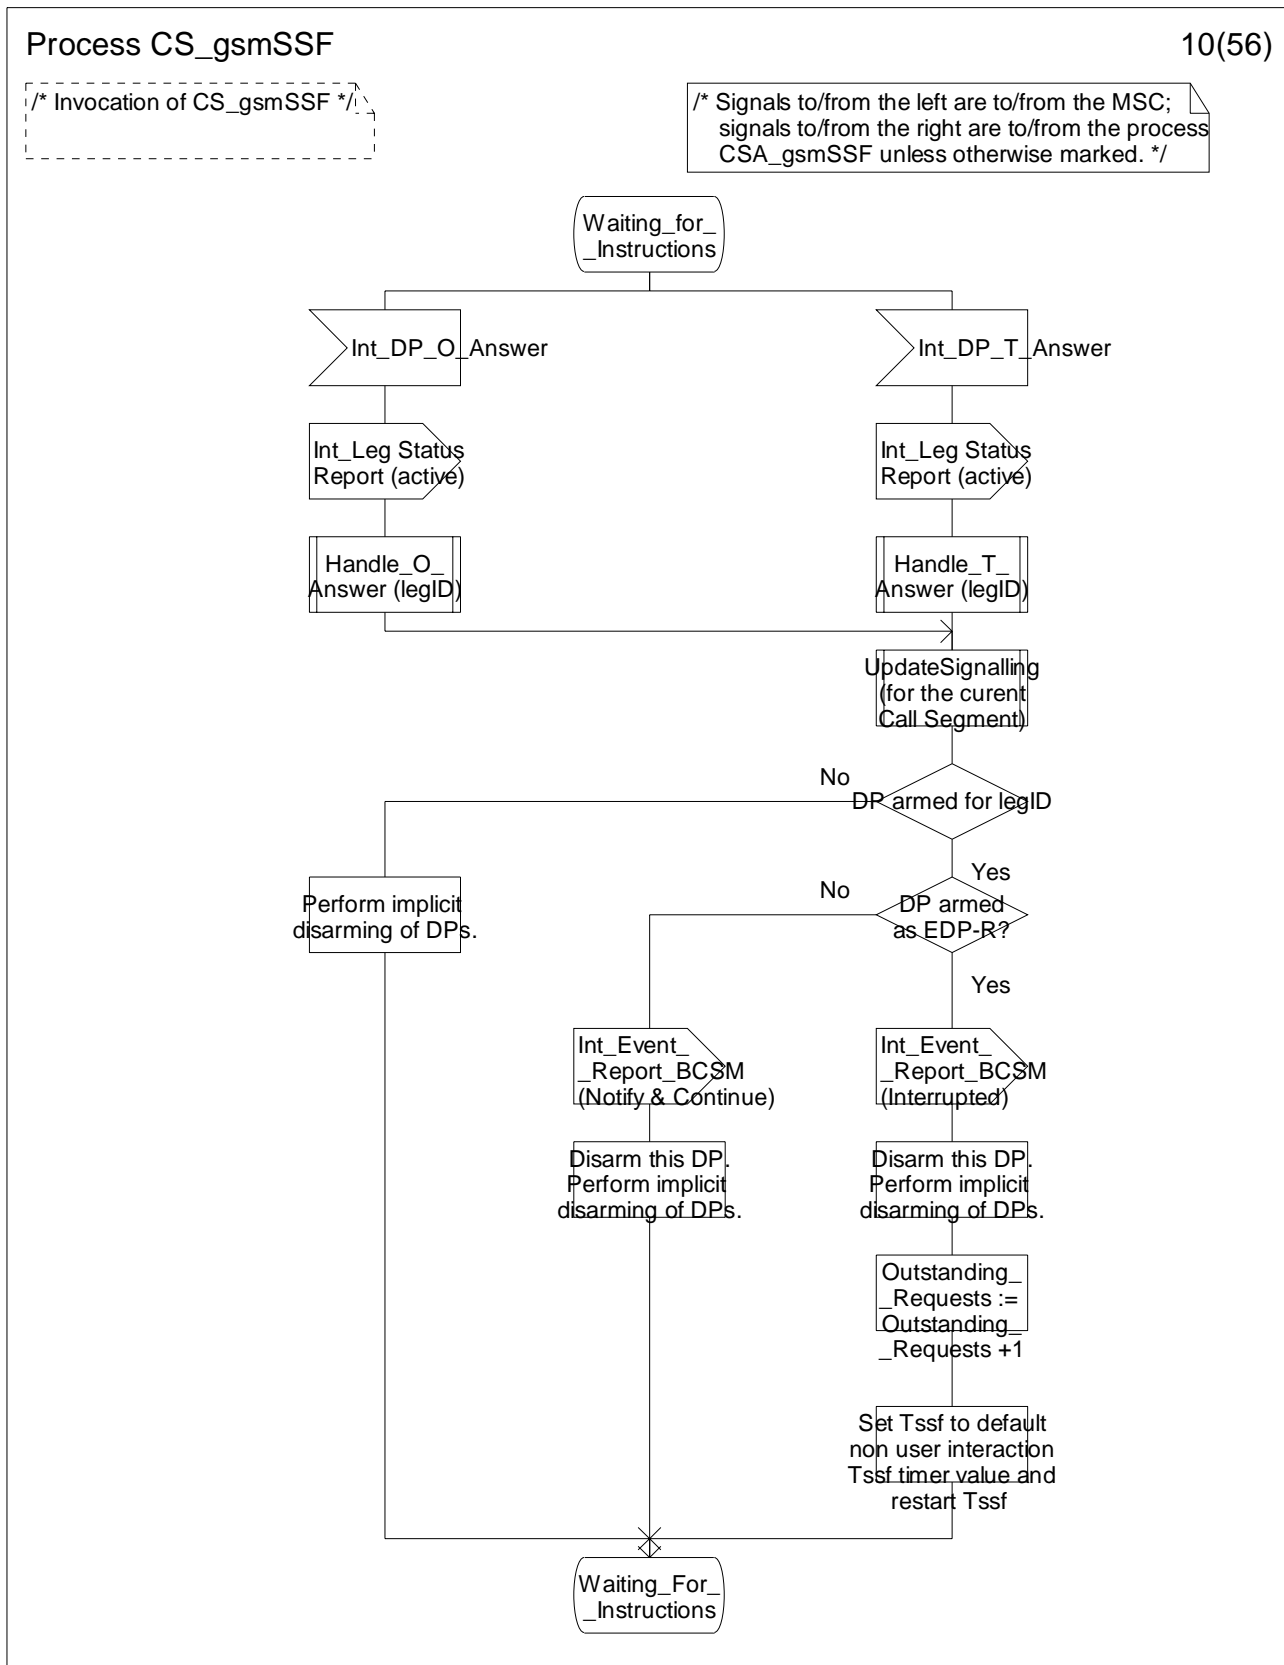 Process CS_gsmSSF
10(56)
/* Invocation of CS_gsmSSF */
/* Signals to/from the left are to/from the MSC;
signals to/from the right are to/from the process
CSA_gsmSSF unless otherwise marked. */
Waiting_for_
_Instructions
Int_DP_O_Answer
Int_DP_T_Answer
Int_Leg Status
Report (active)
Int_Leg Status
Report (active)
Handle_O_
Answer (legID)
Handle_T_
Answer (legID)
UpdateSignalling
(for the curent
Call Segment)
No
DP armed for legID
Yes
Perform implicit
disarming of DPs.
No
DP armed
as EDP-R?
Yes
Int_Event_
_Report_BCSM
(Notify & Continue)
Int_Event_
_Report_BCSM
(Interrupted)
Disarm this DP.
Perform implicit
disarming of DPs.
Disarm this DP.
Perform implicit
disarming of DPs.
Outstanding_
_Requests :=
Outstanding_
_Requests +1
Set Tssf to default
non user interaction
Tssf timer value and
restart Tssf
Waiting_For_
_Instructions